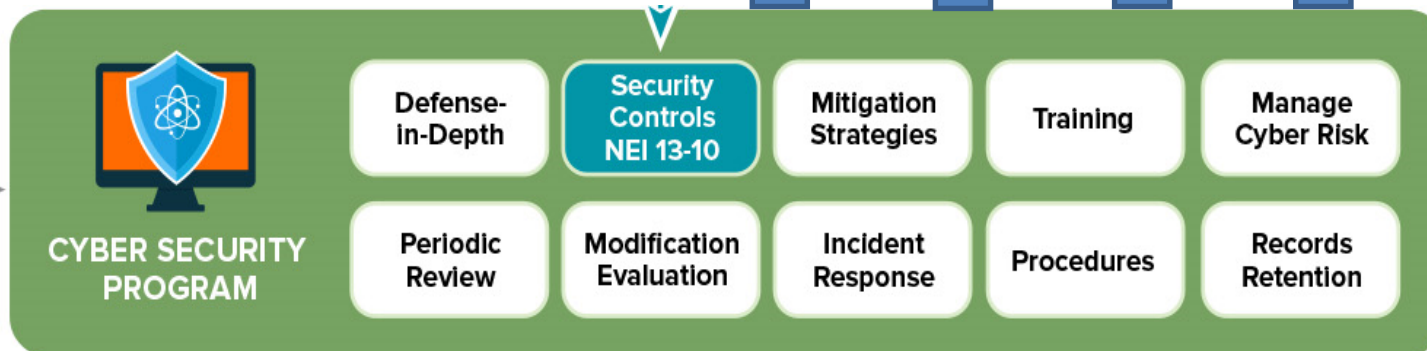 CYBER SECURITY
PROGRAM
Defense-
in-Depth
Security
Controls
NEI 13-10
Mitigation
Strategies
Training
Manage
Cyber Risk
Periodic
Review
Modification
Evaluation
Incident
Response
Procedures
Records
Retention